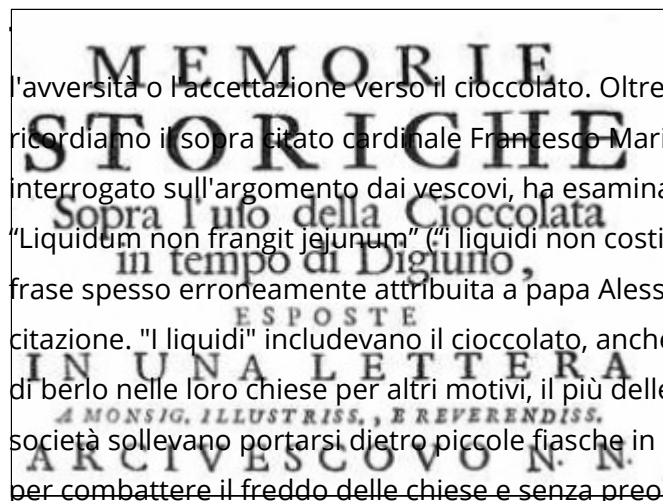 MEMORIE
l'avversità o l'accettazione verso il cioccolato. Oltre
STORICHE
ricordiamo il sopra citato cardinale Francesco Mari
interrogato sull'argomento dai vescovi, ha esamina
Sopra l'uſo della Cioccolata
“Liquidum non frangit jejunum” (“i liquidi non costi
in tempo di Digiuno,
frase spesso erroneamente attribuita a papa Aless
ESPOSTE
citazione. "I liquidi" includevano il cioccolato, anche
IN UNA LETTERA
di berlo nelle loro chiese per altri motivi, il più delle
A MONSIG. ILLUSTRISS., E REVERENDISS.
società sollevano portarsi dietro piccole fiasche in
ARCIVESCOVO N. N.
per combattere il freddo delle chiese e senza preo